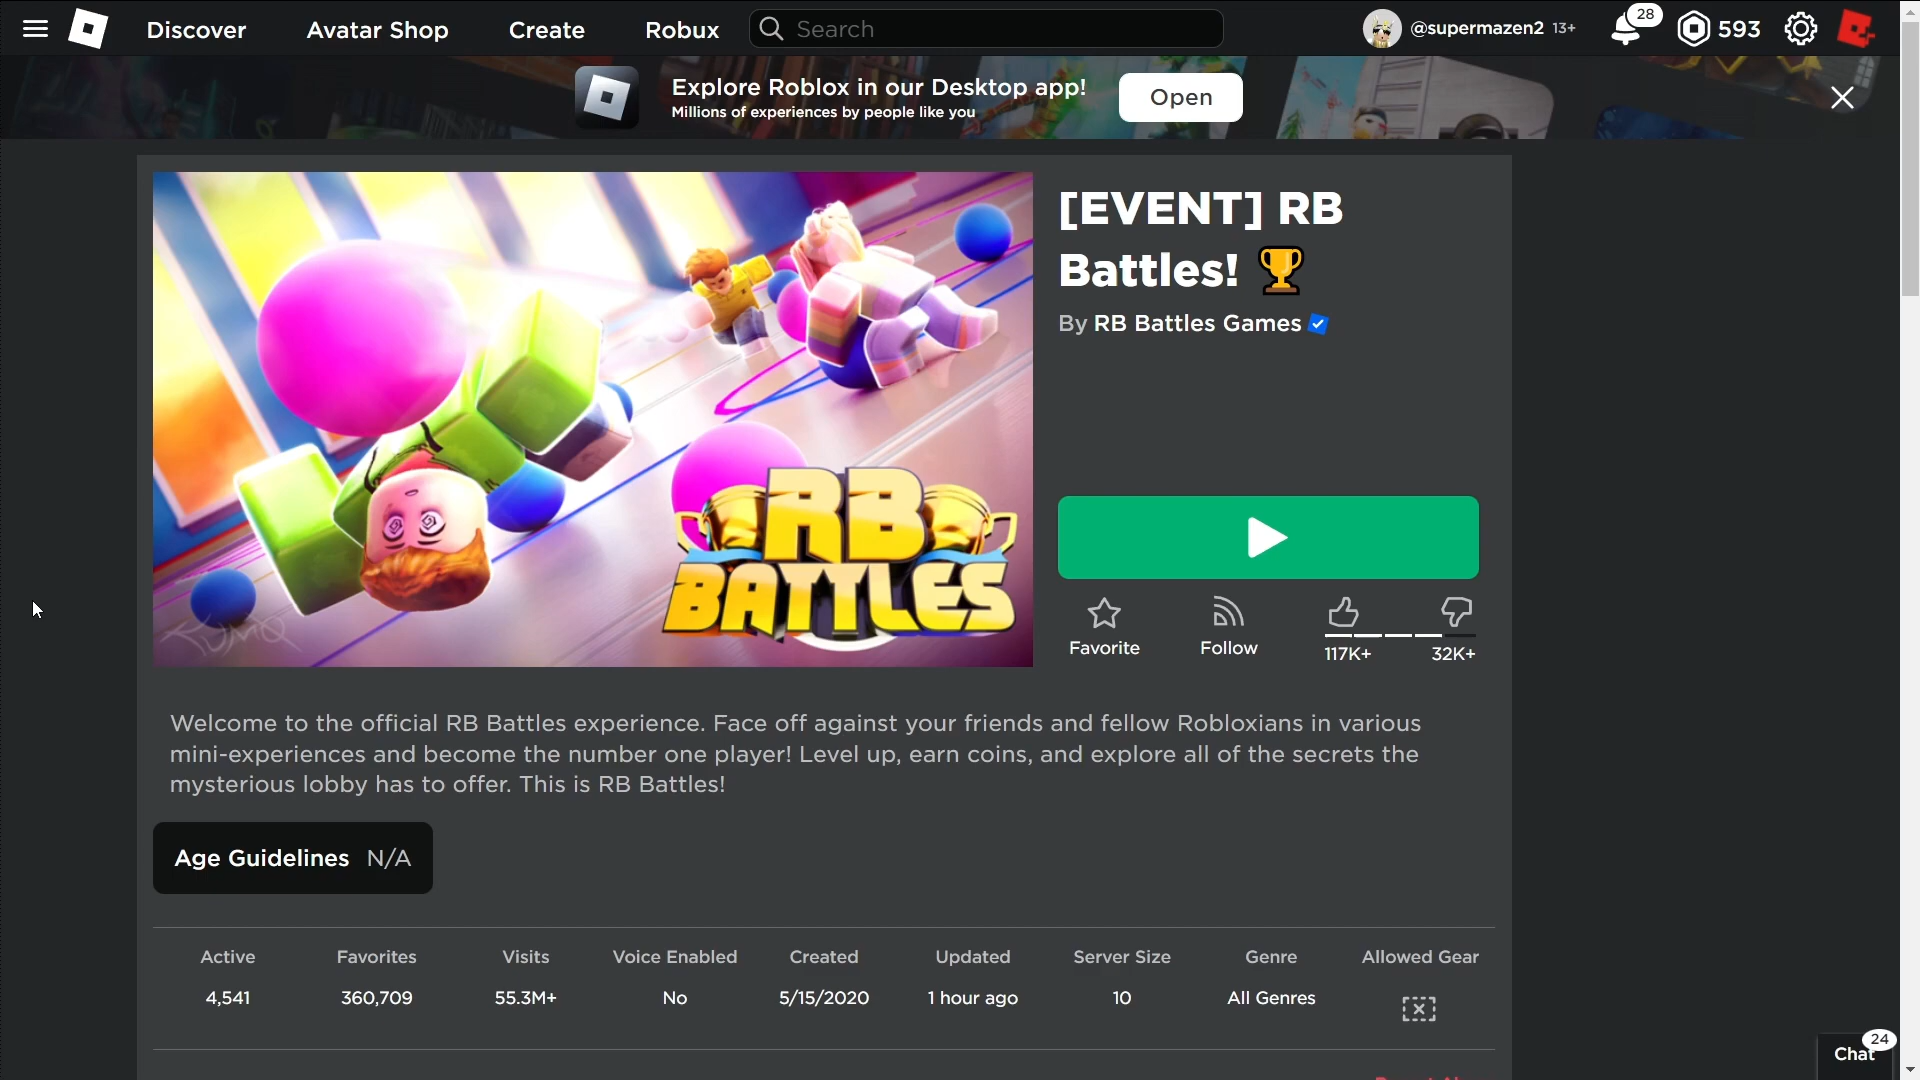 Discover Avatar Shop Create Robux Search @supermazen2 13+ 28 593
Explore Roblox in our Desktop app!
Millions of experiences by people like you
Open
[EVENT] RB
Battles! 🏆
By RB Battles Games
RB
BATTLES
Favorite Follow 117K+ 32K+
Welcome to the official RB Battles experience. Face off against your friends and fellow Robloxians in various
mini-experiences and become the number one player! Level up, earn coins, and explore all of the secrets the
mysterious lobby has to offer. This is RB Battles!
Age Guidelines N/A
Active Favorites Visits Voice Enabled Created Updated Server Size Genre Allowed Gear
4,541 360,709 55.3M+ No 5/15/2020 1 hour ago 10 All Genres
Chat 24